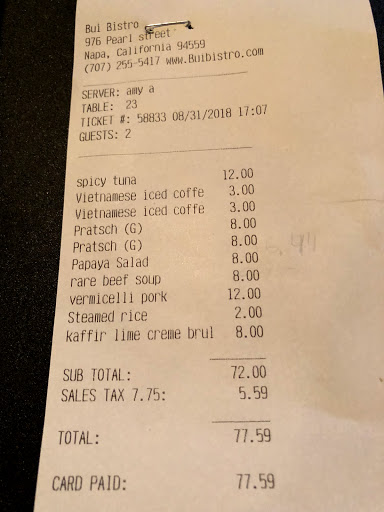 Bui Bistro
976 Pearl street
Napa, California 94559
(707) 255-5417 www.BuiBistro.com
SERVER: amy a
TABLE: 23
TICKET #: 58833 08/31/2018 17:07
GUESTS: 2
spicy tuna 12.00
Vietnamese iced coffe 3.00
Vietnamese iced coffe 3.00
Pratsch (G) 8.00
Pratsch (G) 8.00
Papaya Salad 8.00
rare beef soup 8.00
vermicelli pork 12.00
Steamed rice 2.00
kaffir lime creme brul 8.00
SUB TOTAL: 72.00
SALES TAX 7.75: 5.59
TOTAL: 77.59
CARD PAID: 77.59